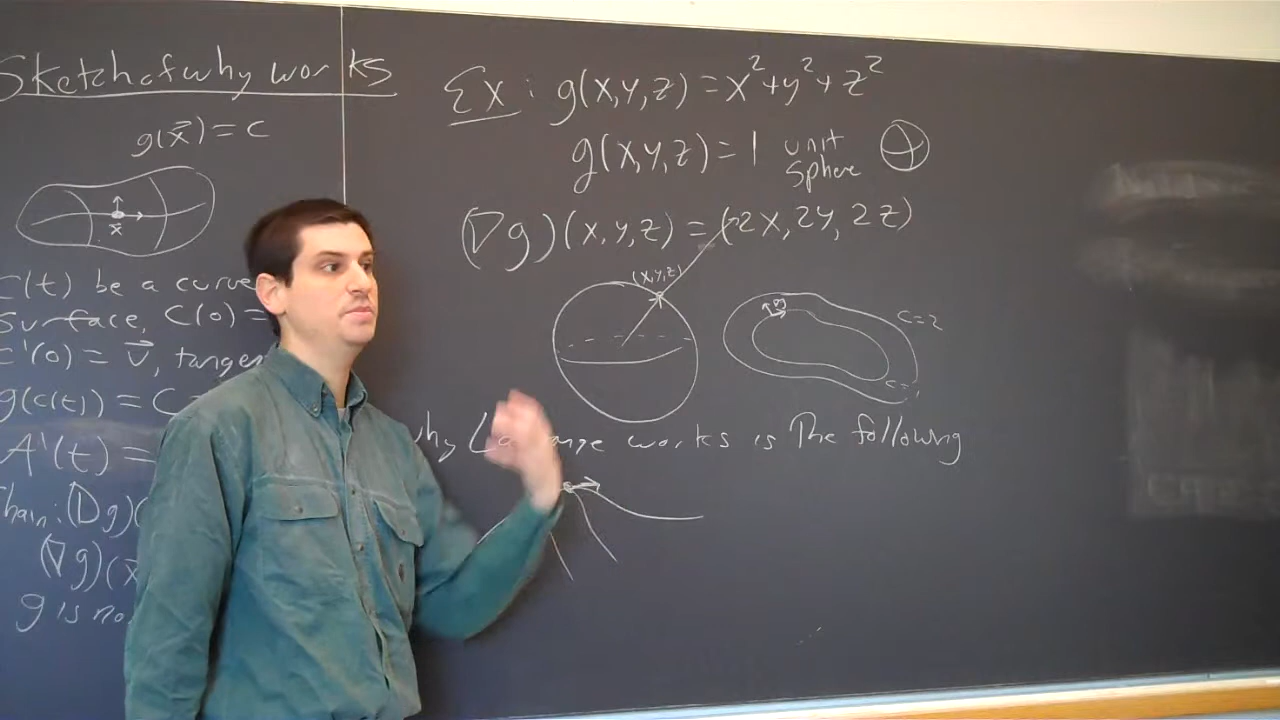 Sketch of why works
g(x⃗) = c
x⃗
C(t) be a curve
Surface, C(0) =
C'(0) = v⃗, tange
g(c(t)) = C
A'(t) =
Chain: (Dg)(
(∇g)(x⃗
g is no
Ex: g(x,y,z) = x²+y²+z²
g(x,y,z) = 1 unit sphere
(∇g)(x,y,z) = (2x, 2y, 2z)
(x,y,z)
C=2
C=1
why Lagrange works is the following